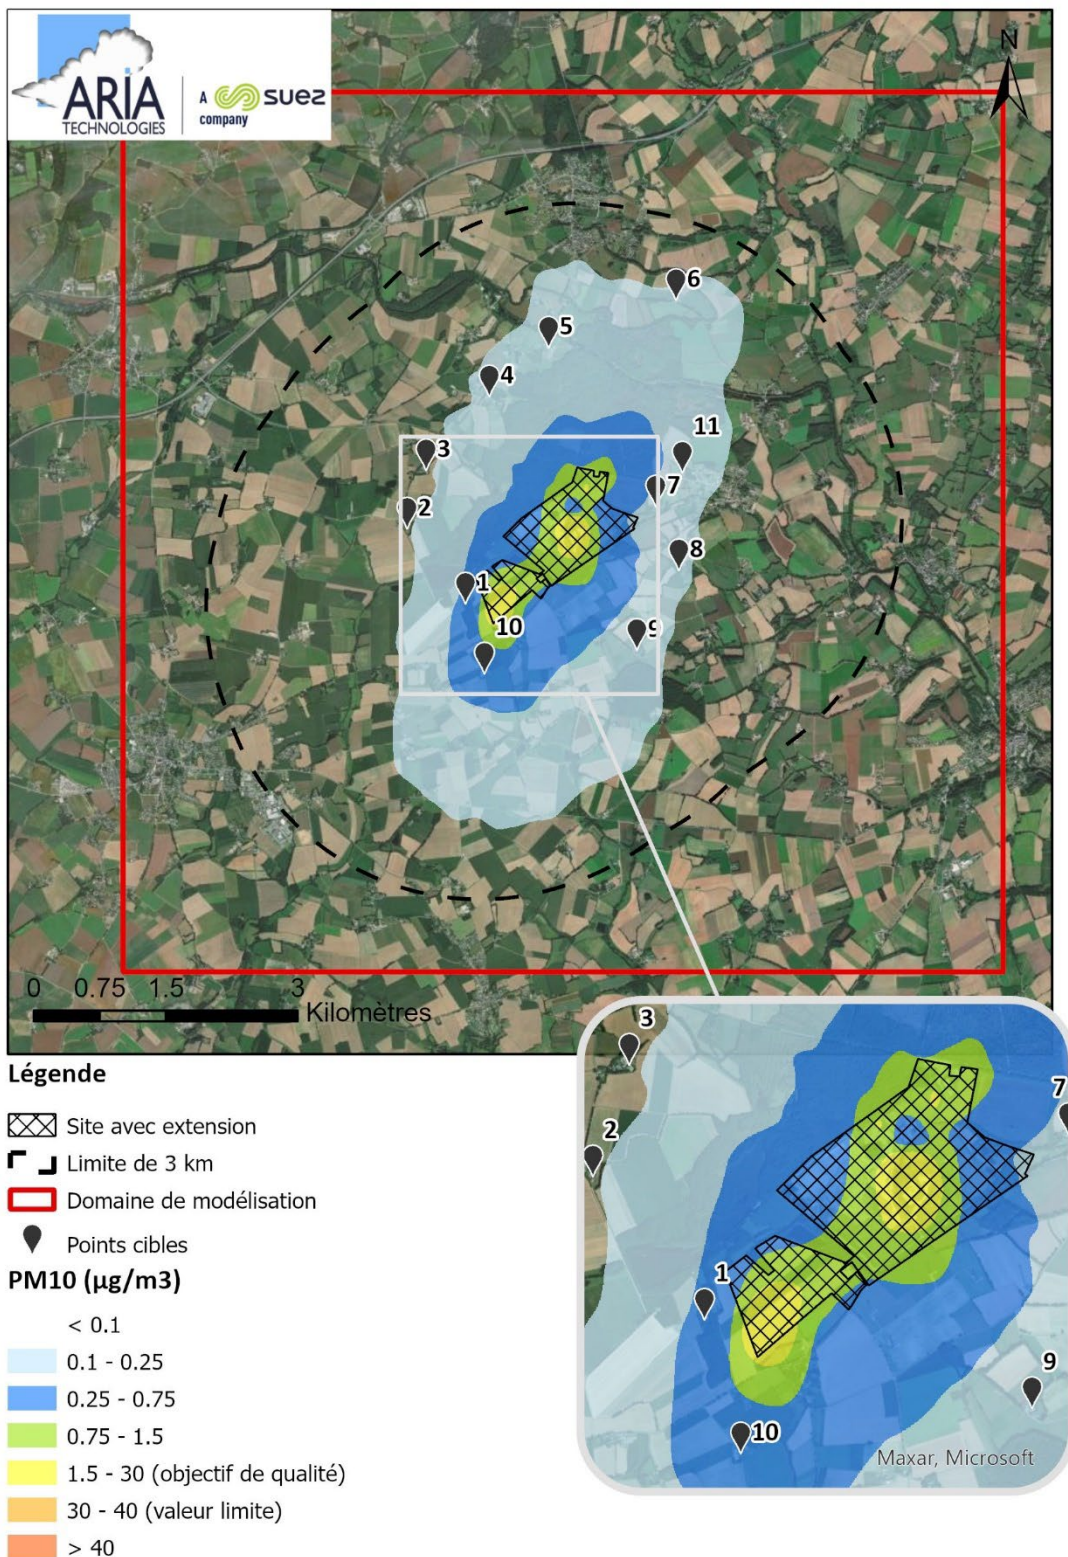 ARIA
TECHNOLOGIES
A
company
suez
N
6
5
4
3
11
2
7
8
1
10
9
0 0.75 1.5 3
Kilomètres
3
2
7
1
9
10
Maxar, Microsoft
Légende
Site avec extension
Limite de 3 km
Domaine de modélisation
Points cibles
PM10 (µg/m3)
< 0.1
0.1 - 0.25
0.25 - 0.75
0.75 - 1.5
1.5 - 30 (objectif de qualité)
30 - 40 (valeur limite)
> 40